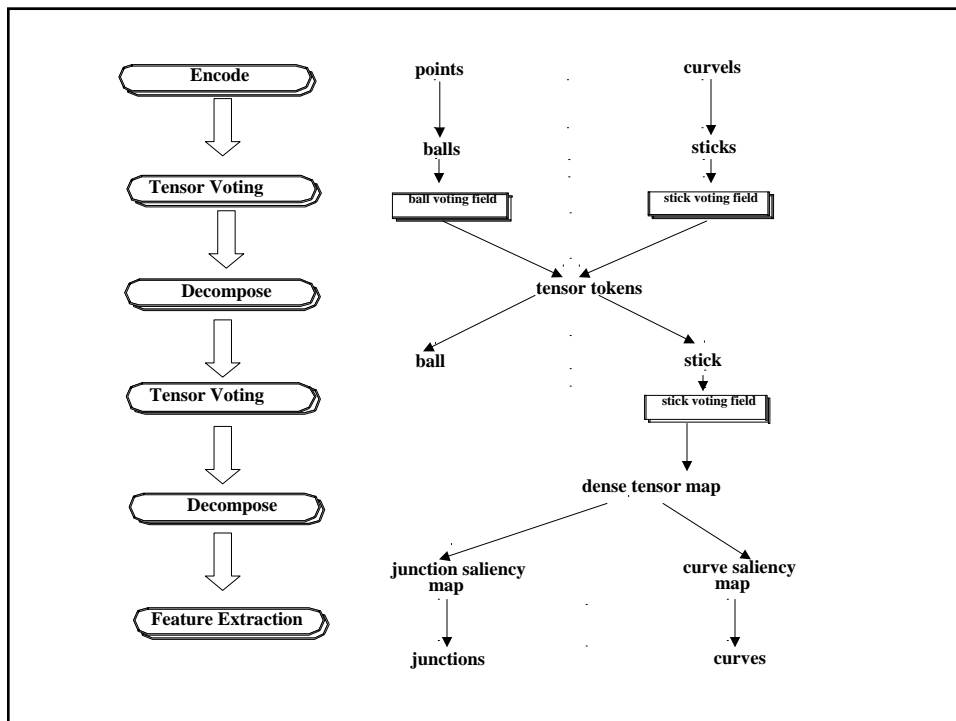 Encode
points
curvels
balls
sticks
Tensor Voting
ball voting field
stick voting field
Decompose
tensor tokens
ball
stick
Tensor Voting
stick voting field
Decompose
dense tensor map
junction saliency
map
curve saliency
map
Feature Extraction
junctions
curves